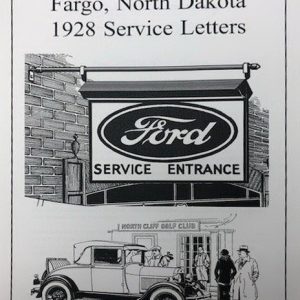 Fargo, North Dakota
1928 Service Letters
Ford
SERVICE ENTRANCE
NORTH CLIFF GOLF CLUB